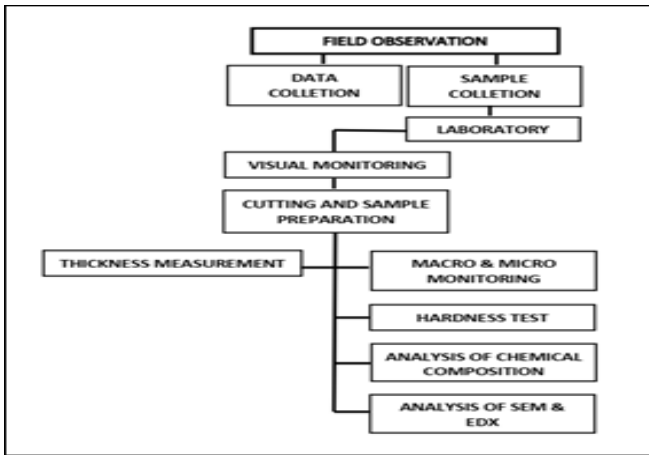 FIELD OBSERVATION
DATA
COLLETION
SAMPLE
COLLETION
LABORATORY
VISUAL MONITORING
CUTTING AND SAMPLE
PREPARATION
THICKNESS MEASUREMENT
MACRO & MICRO
MONITORING
HARDNESS TEST
ANALYSIS OF CHEMICAL
COMPOSITION
ANALYSIS OF SEM &
EDX